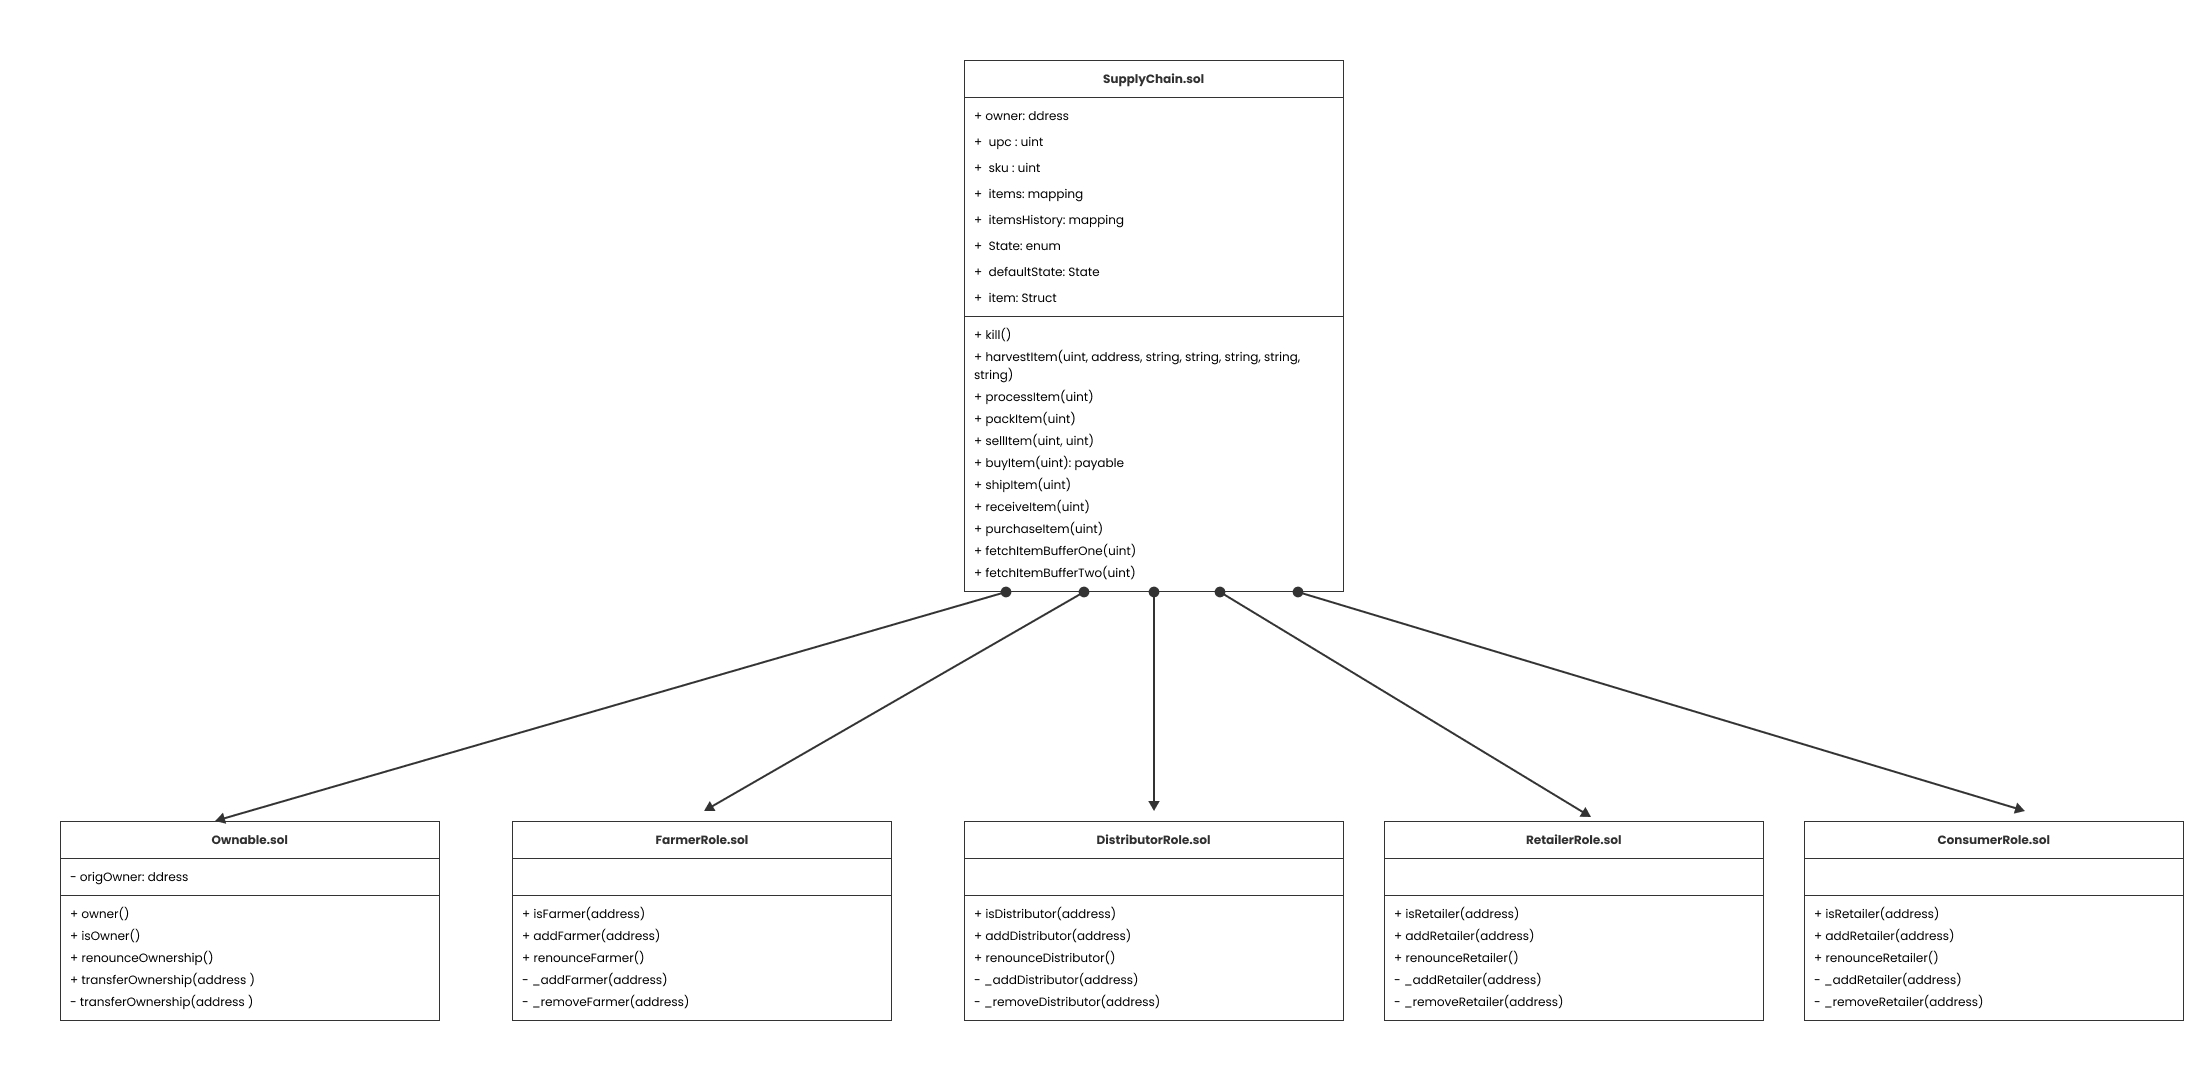 SupplyChain.sol
+ owner: ddress
+ upc : uint
+ sku : uint
+ items: mapping
+ itemsHistory: mapping
+ State: enum
+ defaultState: State
+ item: Struct
+ kill()
+ harvestItem(uint, address, string, string, string, string,
string)
+ processItem(uint)
+ packItem(uint)
+ sellItem(uint, uint)
+ buyItem(uint): payable
+ shipItem(uint)
+ receiveItem(uint)
+ purchaseItem(uint)
+ fetchItemBufferOne(uint)
+ fetchItemBufferTwo(uint)
Ownable.sol
- origOwner: ddress
+ owner()
+ isOwner()
+ renounceOwnership()
+ transferOwnership(address )
- transferOwnership(address )
FarmerRole.sol
+ isFarmer(address)
+ addFarmer(address)
+ renounceFarmer()
- _addFarmer(address)
- _removeFarmer(address)
DistributorRole.sol
+ isDistributor(address)
+ addDistributor(address)
+ renounceDistributor()
- _addDistributor(address)
- _removeDistributor(address)
RetailerRole.sol
+ isRetailer(address)
+ addRetailer(address)
+ renounceRetailer()
- _addRetailer(address)
- _removeRetailer(address)
ConsumerRole.sol
+ isRetailer(address)
+ addRetailer(address)
+ renounceRetailer()
- _addRetailer(address)
- _removeRetailer(address)